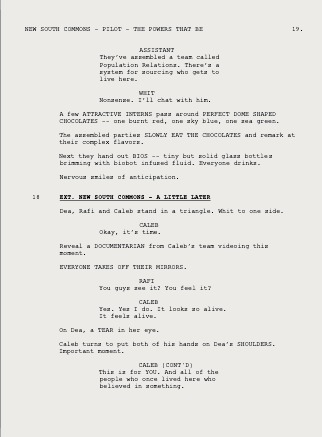 NEW SOUTH COMMONS - PILOT - THE POWERS THAT BE 19.
ASSISTANT
They've assembled a team called
Population Relations. There's a
system for sourcing who gets to
live here.
WHIT
Nonsense. I'll chat with him.
A few ATTRACTIVE INTERNS pass around PERFECT DOME SHAPED
CHOCOLATES -- one burnt red, one sky blue, one sea green.
The assembled parties SLOWLY EAT THE CHOCOLATES and remark at
their complex flavors.
Next they hand out BIOS -- tiny but solid glass bottles
brimming with biobot infused fluid. Everyone drinks.
Nervous smiles of anticipation.
18 EXT. NEW SOUTH COMMONS - A LITTLE LATER
Dea, Rafi and Caleb stand in a triangle. Whit to one side.
CALEB
Okay, it's time.
Reveal a DOCUMENTARIAN from Caleb's team videoing this
moment.
EVERYONE TAKES OFF THEIR MIRRORS.
RAFI
You guys see it? You feel it?
CALEB
Yes. Yes I do. It looks so alive.
It feels alive.
On Dea, a TEAR in her eye.
Caleb turns to put both of his hands on Dea's SHOULDERS.
Important moment.
CALEB (CONT'D)
This is for YOU. And all of the
people who once lived here who
believed in something.